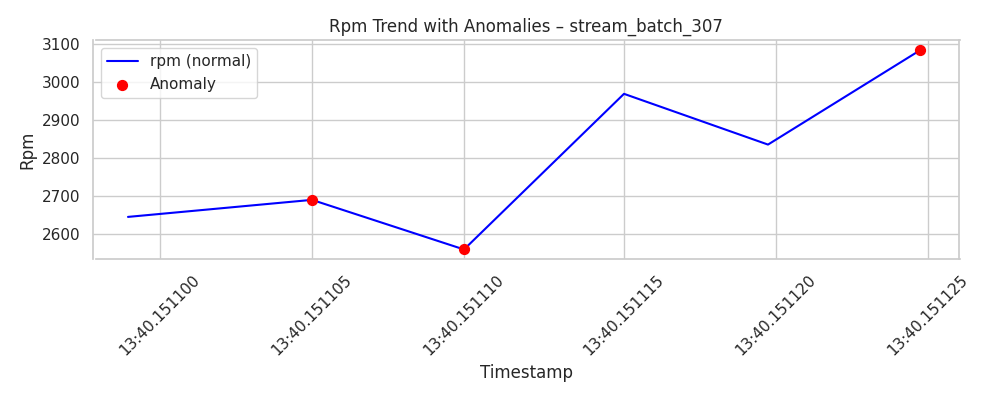 Rpm Trend with Anomalies – stream_batch_307
rpm (normal)
Anomaly
Rpm
3100
3000
2900
2800
2700
2600
13:40.151100
13:40.151105
13:40.151110
13:40.151115
13:40.151120
13:40.151125
Timestamp